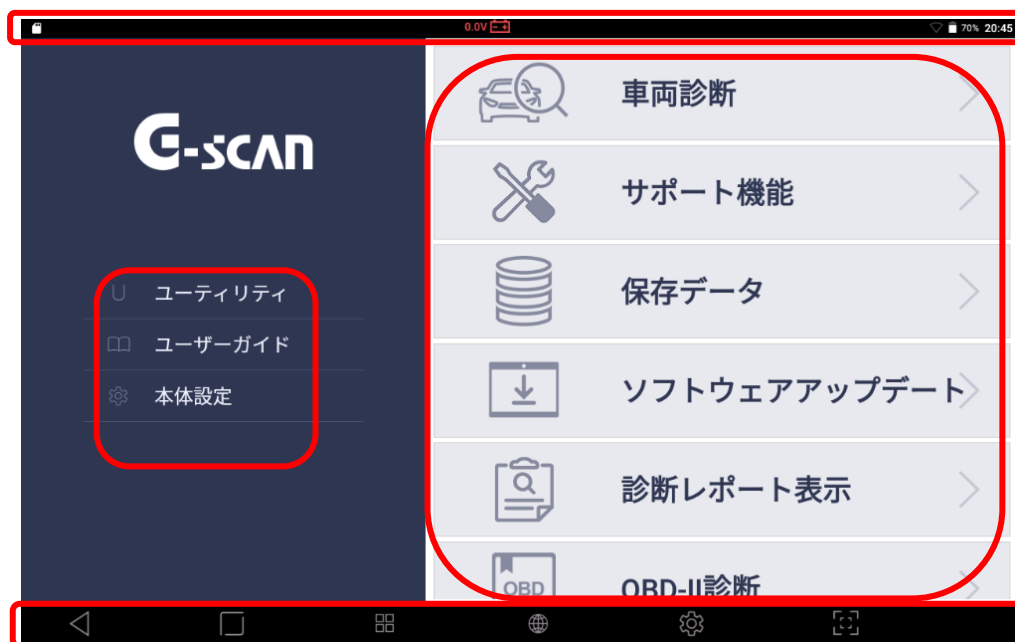 0.0V
70% 20:45
G-scan
ユーティリティ
ユーザーガイド
本体設定
車両診断
サポート機能
保存データ
ソフトウェアアップデート
診断レポート表示
OBD
OBD-II診断